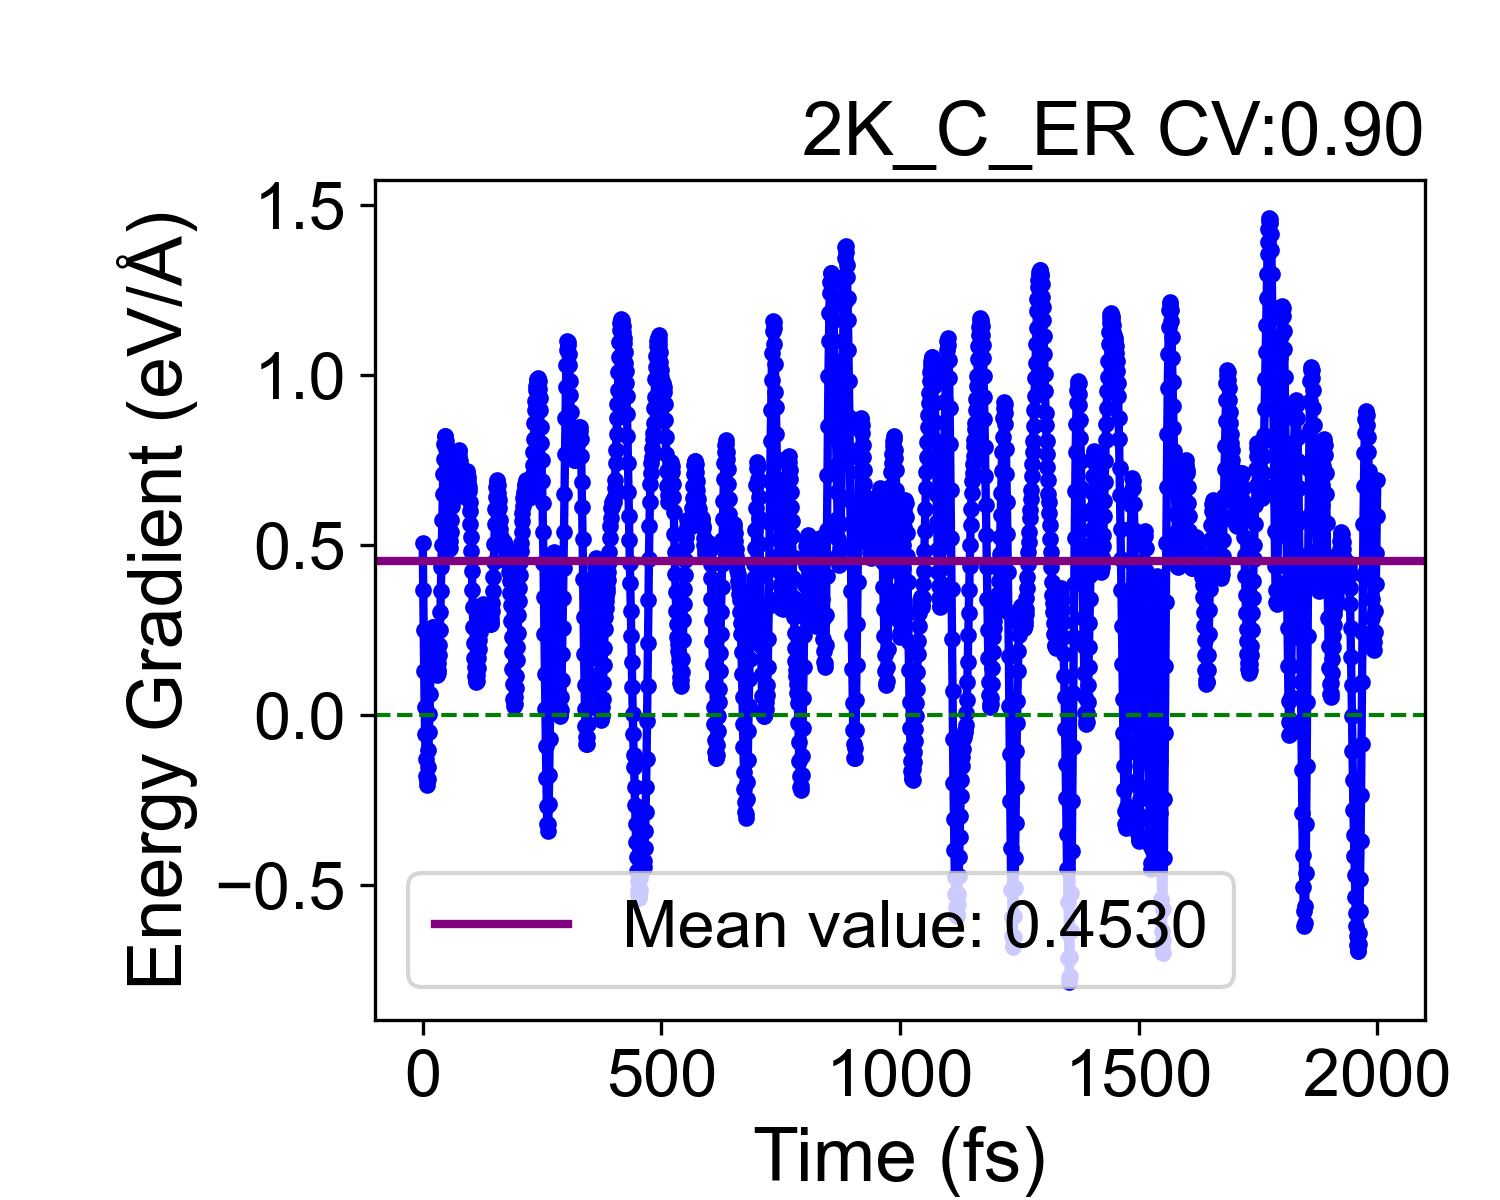 2K_C_ER CV:0.90
Energy Gradient (eV/Å)
1.5
1.0
0.5
0.0
−0.5
Mean value: 0.4530
0 500 1000 1500 2000
Time (fs)